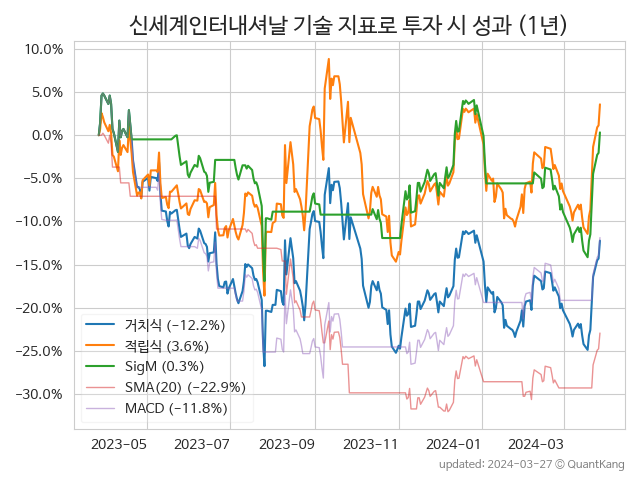 신세계인터내셔날 기술 지표로 투자 시 성과 (1년)
10.0%
5.0%
0.0%
−5.0%
−10.0%
−15.0%
−20.0%
−25.0%
−30.0%
거치식 (−12.2%)
적립식 (3.6%)
SigM (0.3%)
SMA(20) (−22.9%)
MACD (−11.8%)
2023-05 2023-07 2023-09 2023-11 2024-01 2024-03
updated: 2024-03-27 © QuantKang